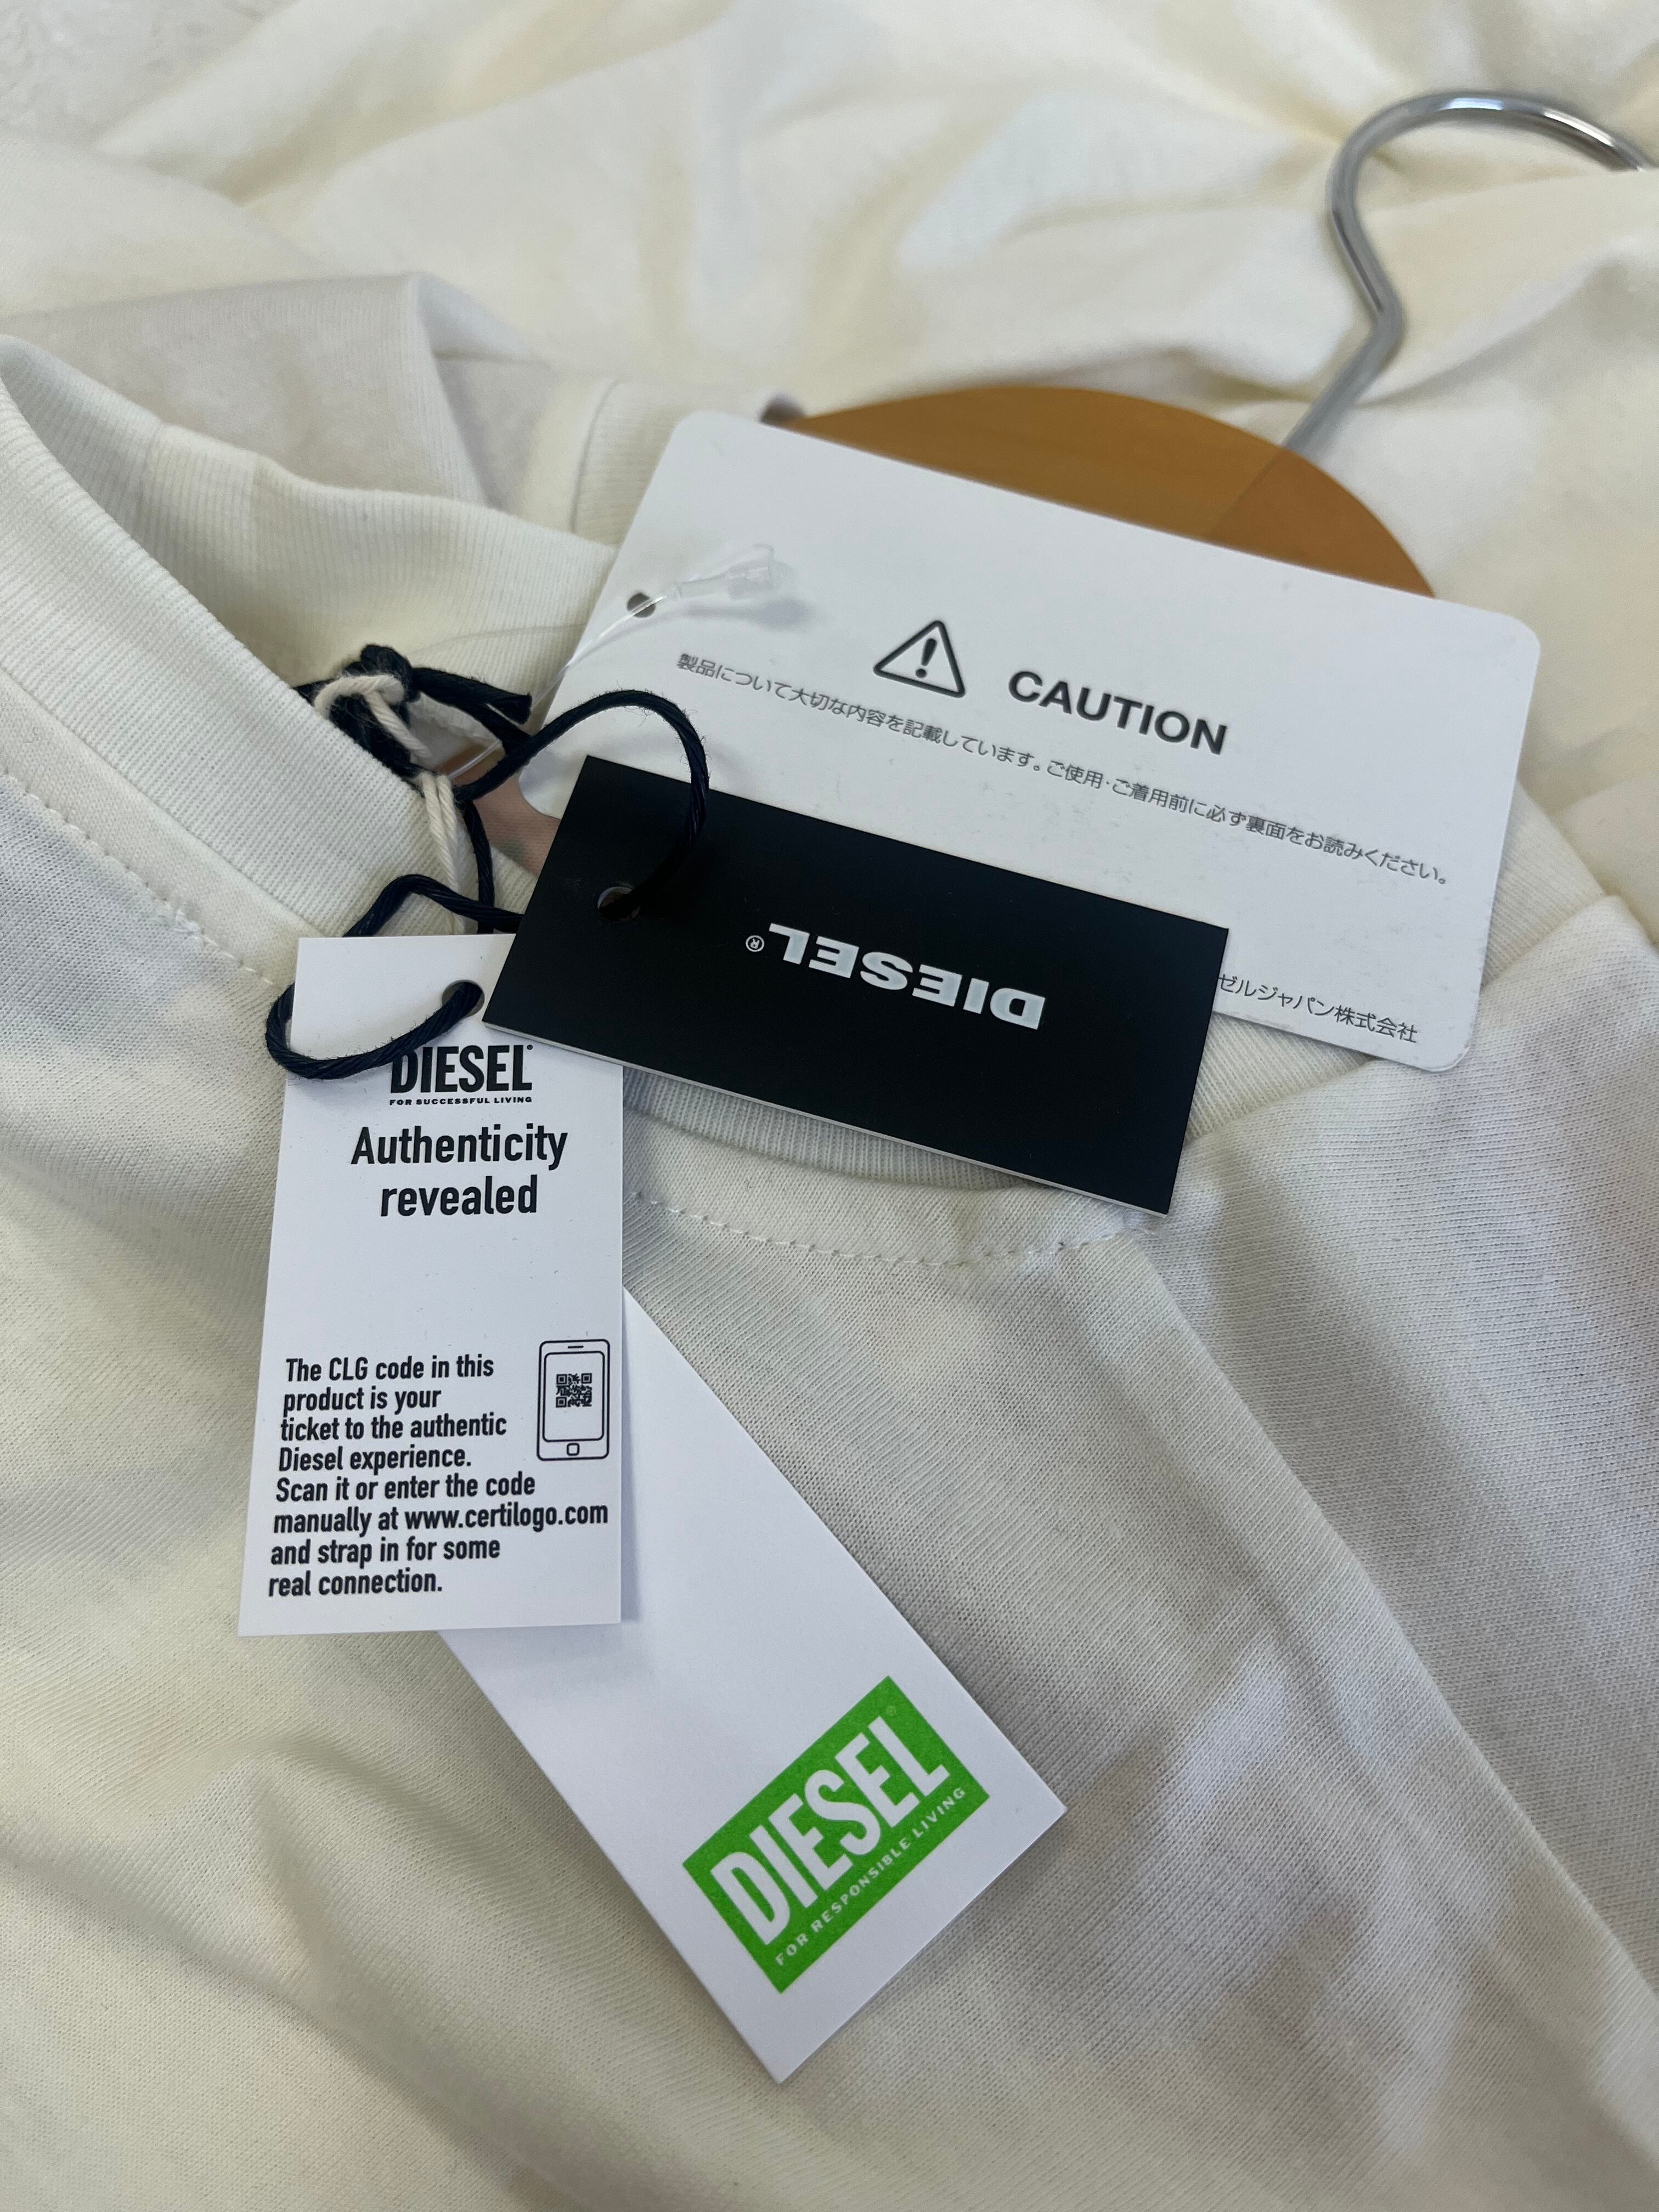 CAUTION
製品について大切な内容を記載しています。ご使用・ご着用前に必ず裏面をお読みください。
ゼルジャパン株式会社
DIESEL®
DIESEL
FOR SUCCESSFUL LIVING
Authenticity
revealed
The CLG code in this
product is your
ticket to the authentic
Diesel experience.
Scan it or enter the code
manually at www.certilogo.com
and strap in for some
real connection.
DIESEL®
FOR RESPONSIBLE LIVING